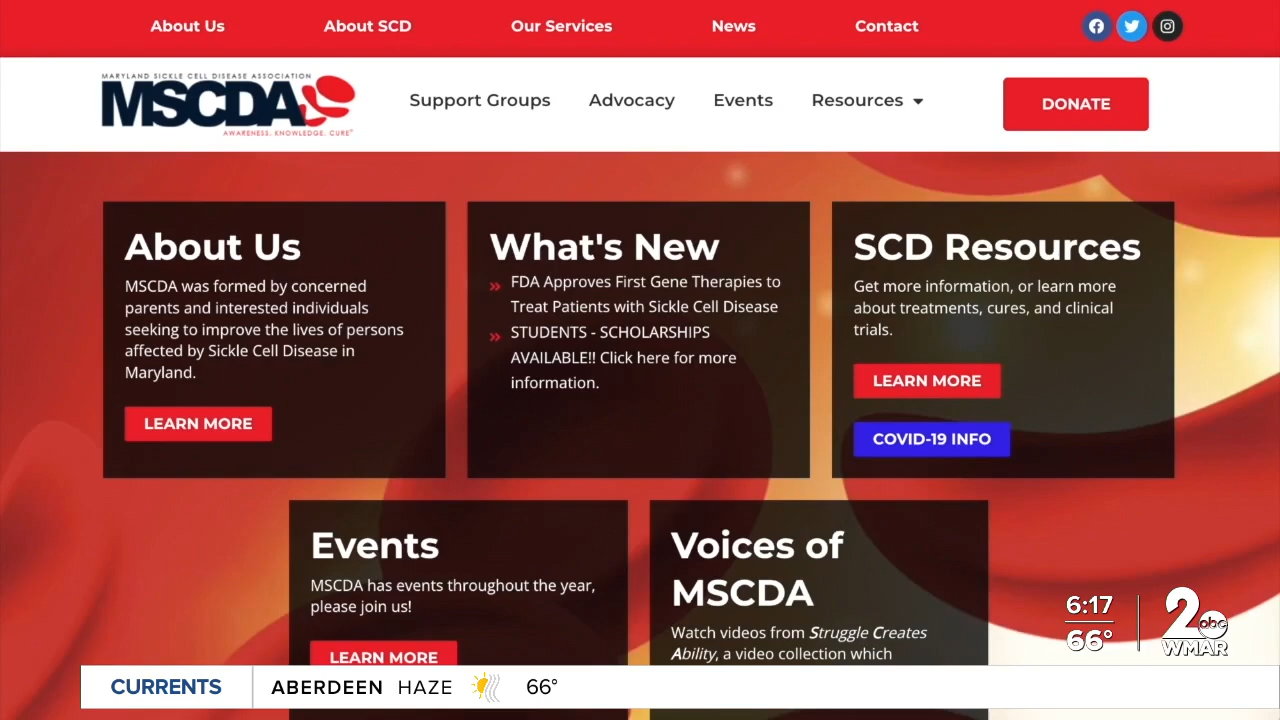 About Us
About SCD
Our Services
News
Contact
MARYLAND SICKLE CELL DISEASE ASSOCIATION
MSCDA
AWARENESS. KNOWLEDGE. CURE
Support Groups
Advocacy
Events
Resources
DONATE
About Us
MSCDA was formed by concerned
parents and interested individuals
seeking to improve the lives of persons
affected by Sickle Cell Disease in
Maryland.
LEARN MORE
What's New
» FDA Approves First Gene Therapies to
Treat Patients with Sickle Cell Disease
» STUDENTS - SCHOLARSHIPS
AVAILABLE!! Click here for more
information.
SCD Resources
Get more information, or learn more
about treatments, cures, and clinical
trials.
LEARN MORE
COVID-19 INFO
Events
MSCDA has events throughout the year,
please join us!
LEARN MORE
Voices of
MSCDA
Watch videos from Struggle Creates
Ability, a video collection which
6:17
66°
2 abc
WMAR
CURRENTS
ABERDEEN HAZE 66°